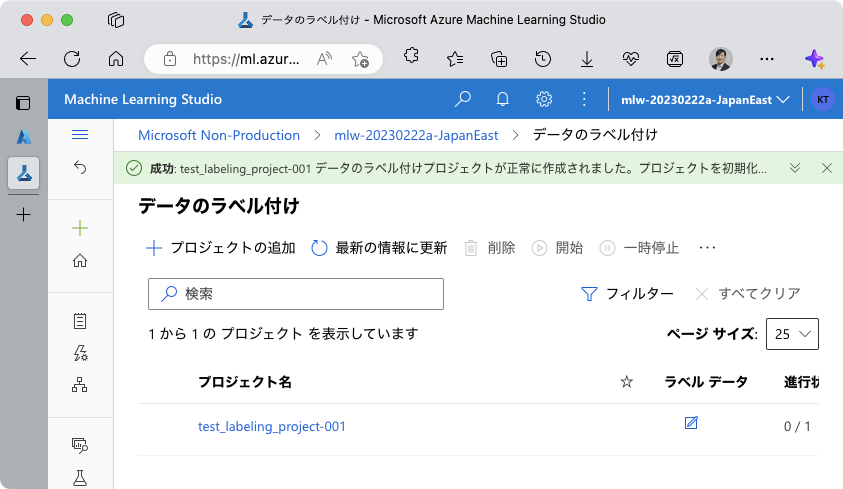 データのラベル付け - Microsoft Azure Machine Learning Studio
https://ml.azur...
Machine Learning Studio
mlw-20230222a-JapanEast
KT
Microsoft Non-Production > mlw-20230222a-JapanEast > データのラベル付け
成功: test_labeling_project-001 データのラベル付けプロジェクトが正常に作成されました。プロジェクトを初期化...
データのラベル付け
プロジェクトの追加 最新の情報に更新 削除 開始 一時停止 ...
検索
フィルター すべてクリア
1 から 1 の プロジェクト を表示しています
ページ サイズ: 25
プロジェクト名 ラベル データ 進行状
test_labeling_project-001 0 / 1